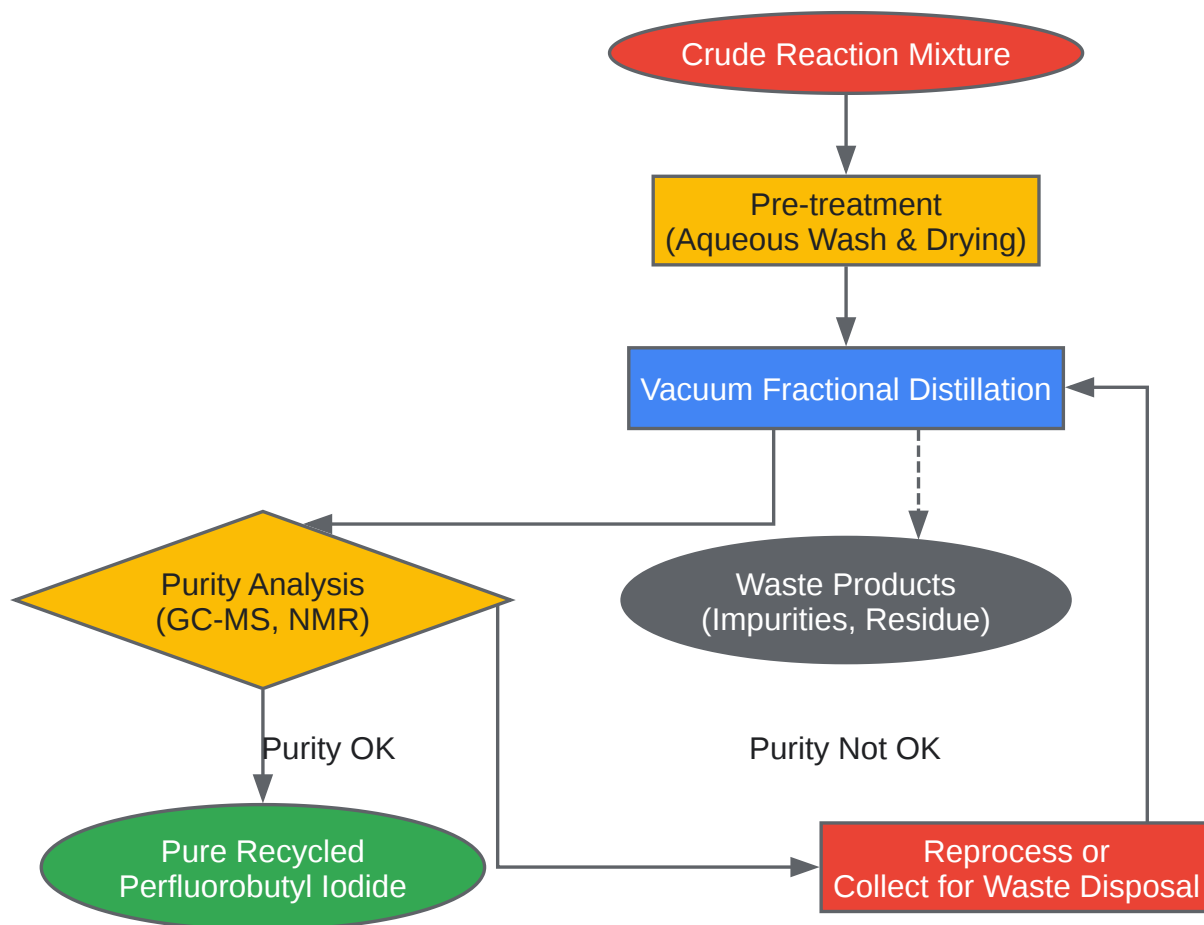 Crude Reaction Mixture
Pre-treatment
(Aqueous Wash & Drying)
Vacuum Fractional Distillation
Purity Analysis
(GC-MS, NMR)
Waste Products
(Impurities, Residue)
Purity OK
Purity Not OK
Pure Recycled
Perfluorobutyl Iodide
Reprocess or
Collect for Waste Disposal